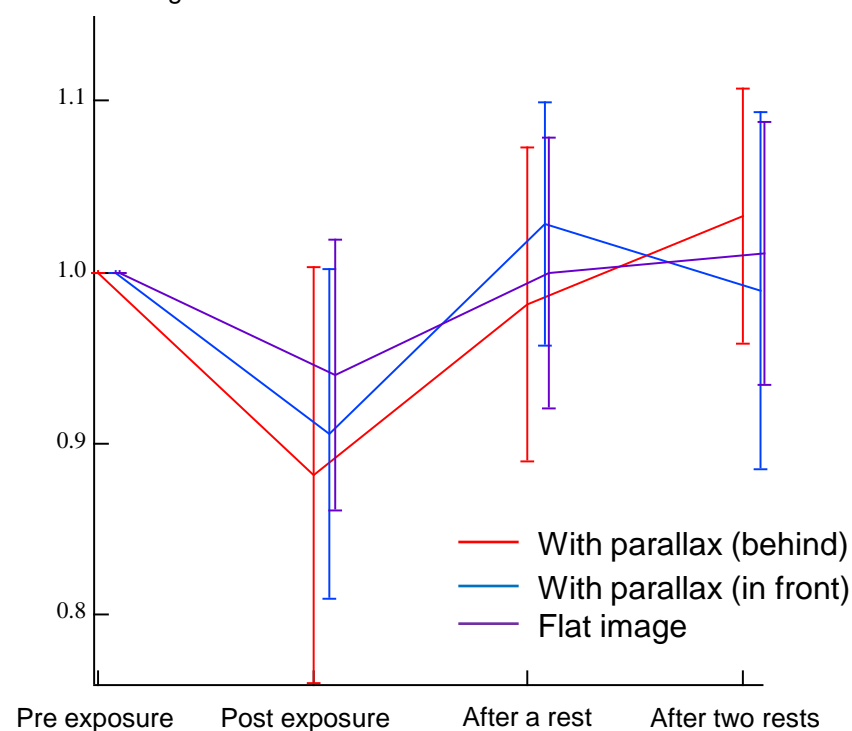 1.1
1.0
0.9
0.8
With parallax (behind)
With parallax (in front)
Flat image
Pre exposure Post exposure After a rest After two rests